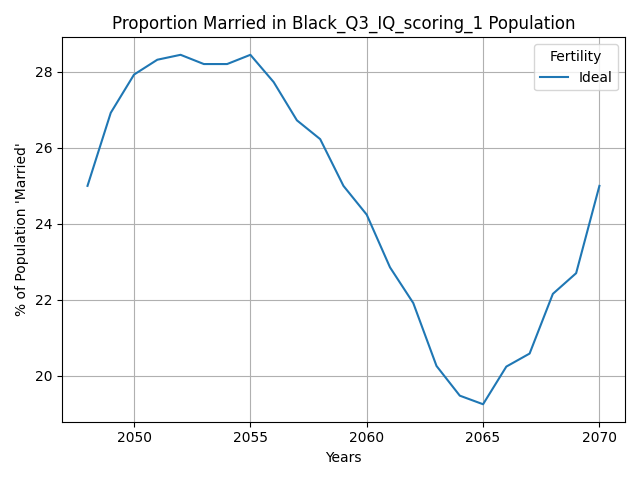 Proportion Married in Black_Q3_IQ_scoring_1 Population
Fertility
Ideal
% of Population 'Married'
28
26
24
22
20
2050 2055 2060 2065 2070
Years